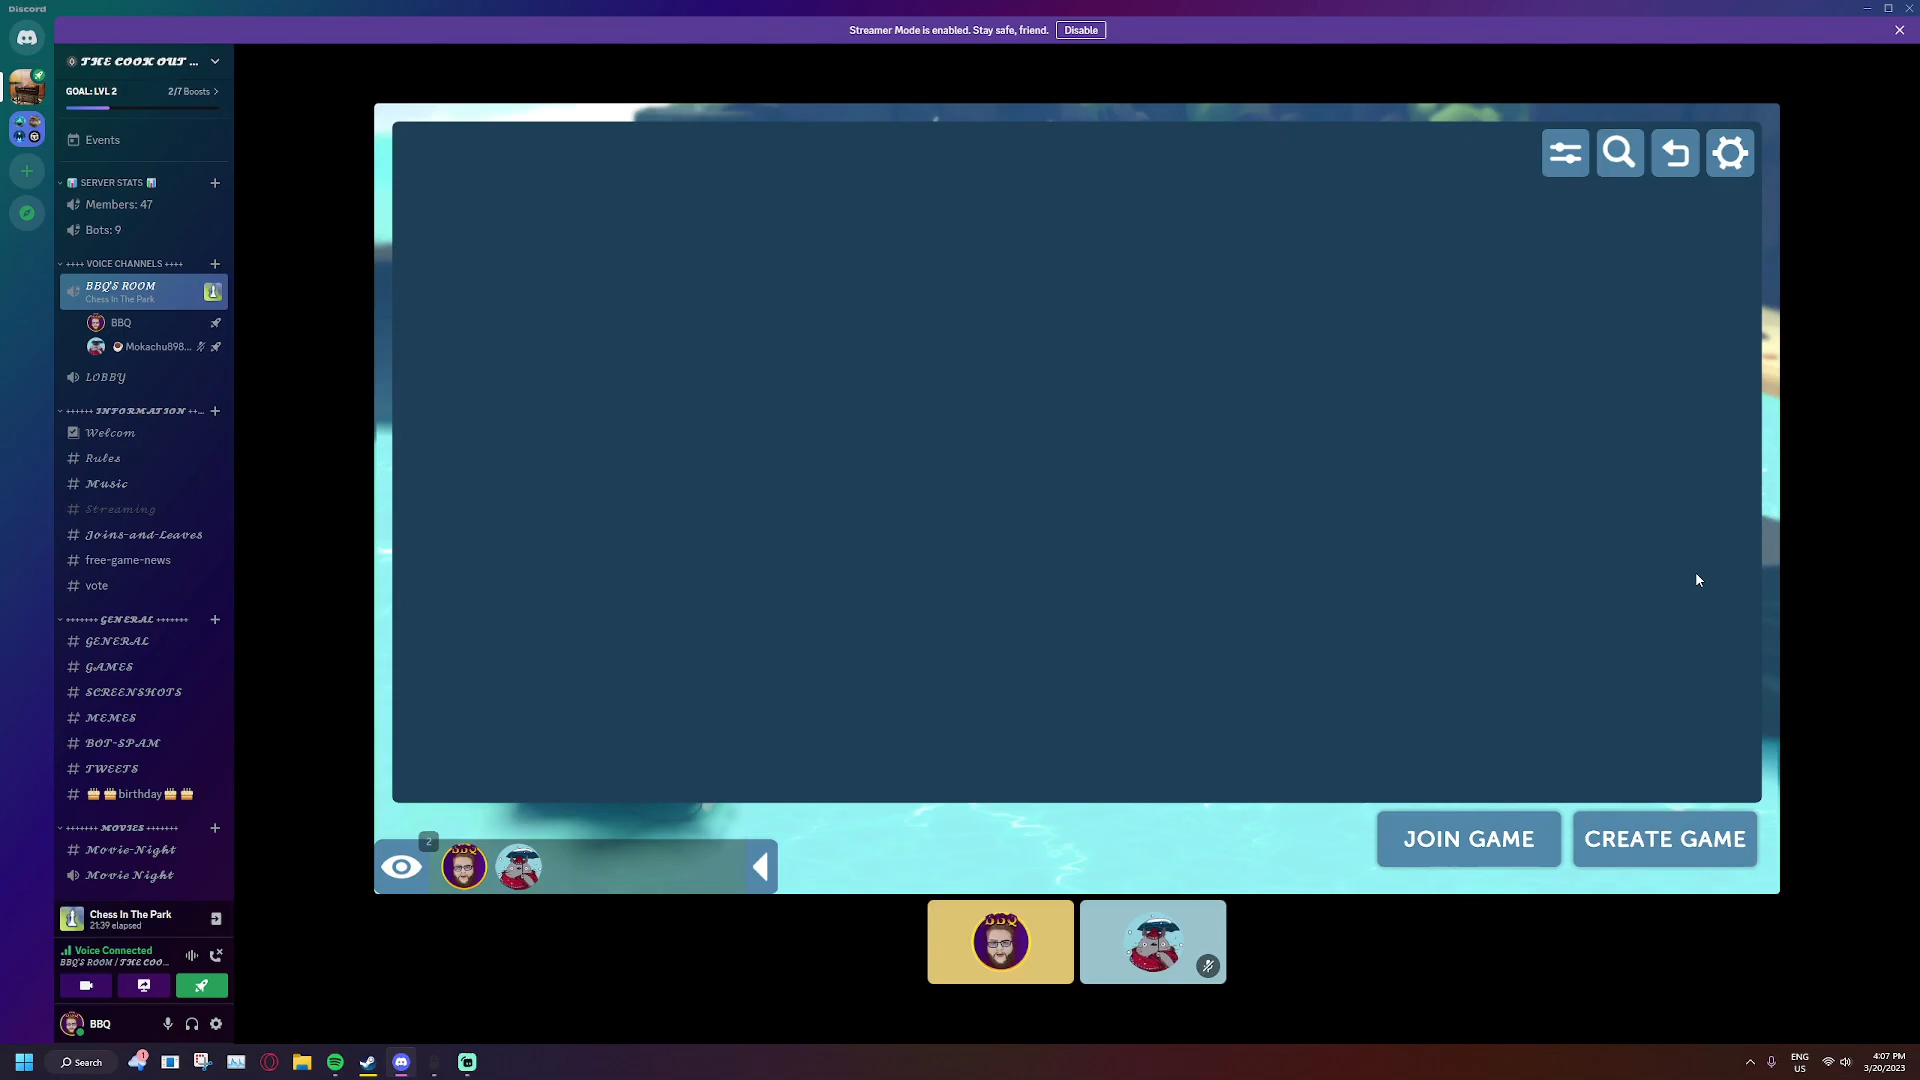 Discord
Streamer Mode is enabled. Stay safe, friend. Disable
THE COOK OUT ...
GOAL: LVL 2 2/7 Boosts
Events
SERVER STATS
Members: 47
Bots: 9
++++ VOICE CHANNELS ++++
BBQ'S ROOM
Chess In The Park
BBQ
Mokachu898...
LOBBY
++++++ INFORMATION ++...
Welcom
Rules
Music
Streaming
Joins-and-Leaves
free-game-news
vote
+++++++ GENERAL +++++++
GENERAL
GAMES
SCREENSHOTS
MEMES
BOT-SPAM
TWEETS
birthday
+++++++ MOVIES +++++++
Movie-Night
Movie Night
Chess In The Park
21:39 elapsed
Voice Connected
BBQ'S ROOM / THE COO...
BBQ
2
BBQ
JOIN GAME
CREATE GAME
BBQ
Search
1
ENG
US
4:07 PM
3/20/2023